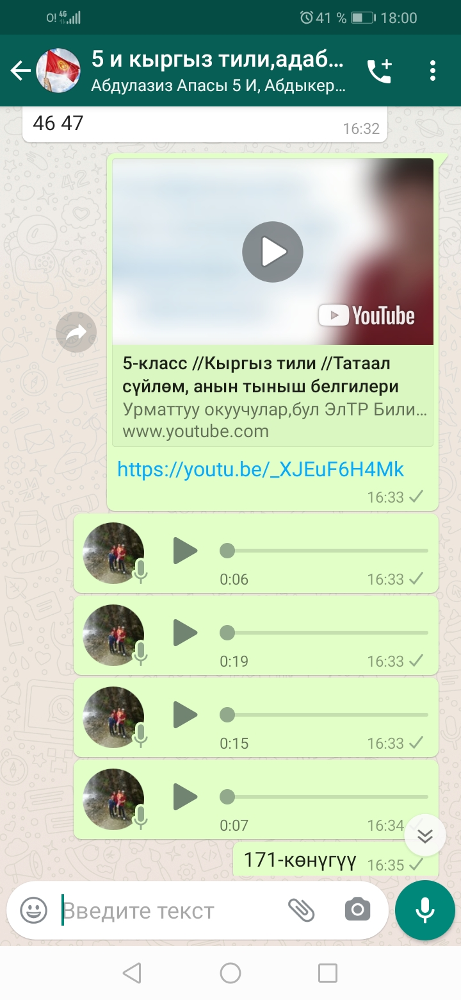 O! 4G 41 % 18:00
5 и кыргыз тили,адаб...
Абдулазиз Апасы 5 И, Абдыкер...
46 47
16:32
YouTube
5-класс //Кыргыз тили //Татаал
сүйлөм, анын тыныш белгилери
Урматтуу окуучулар,бул ЭлТР Били...
www.youtube.com
https://youtu.be/_XJEuF6H4Mk
16:33
0:06 16:33
0:19 16:33
0:15 16:33
0:07 16:34
171-көнүгүү 16:35
Введите текст